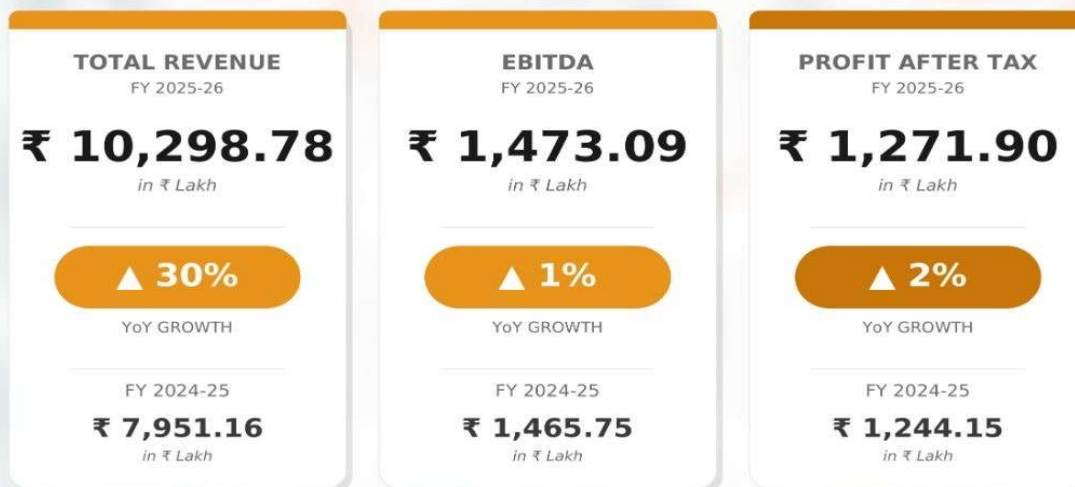 TOTAL REVENUE
FY 2025-26
₹ 10,298.78
in ₹ Lakh
▲ 30%
YoY GROWTH
FY 2024-25
₹ 7,951.16
in ₹ Lakh
EBITDA
FY 2025-26
₹ 1,473.09
in ₹ Lakh
▲ 1%
YoY GROWTH
FY 2024-25
₹ 1,465.75
in ₹ Lakh
PROFIT AFTER TAX
FY 2025-26
₹ 1,271.90
in ₹ Lakh
▲ 2%
YoY GROWTH
FY 2024-25
₹ 1,244.15
in ₹ Lakh